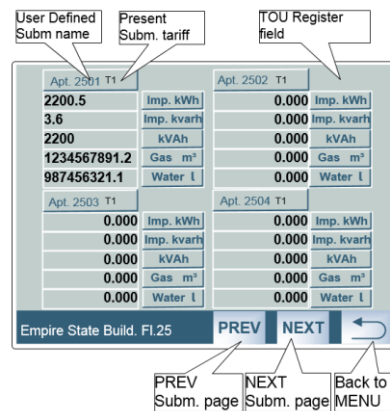 User Defined
Subm name
Present
Subm. tariff
TOU Register
field
Apt. 2501 T1
2200.5 Imp. kWh
3.6 Imp. kvarh
2200 kVAh
1234567891.2 Gas m³
987456321.1 Water l
Apt. 2502 T1
0.000 Imp. kWh
0.000 Imp. kvarh
0.000 kVAh
0.000 Gas m³
0.000 Water l
Apt. 2503 T1
0.000 Imp. kWh
0.000 Imp. kvarh
0.000 kVAh
0.000 Gas m³
0.000 Water l
Apt. 2504 T1
0.000 Imp. kWh
0.000 Imp. kvarh
0.000 kVAh
0.000 Gas m³
0.000 Water l
Empire State Build. Fl.25 PREV NEXT
PREV
Subm. page
NEXT
Subm. page
Back to
MENU